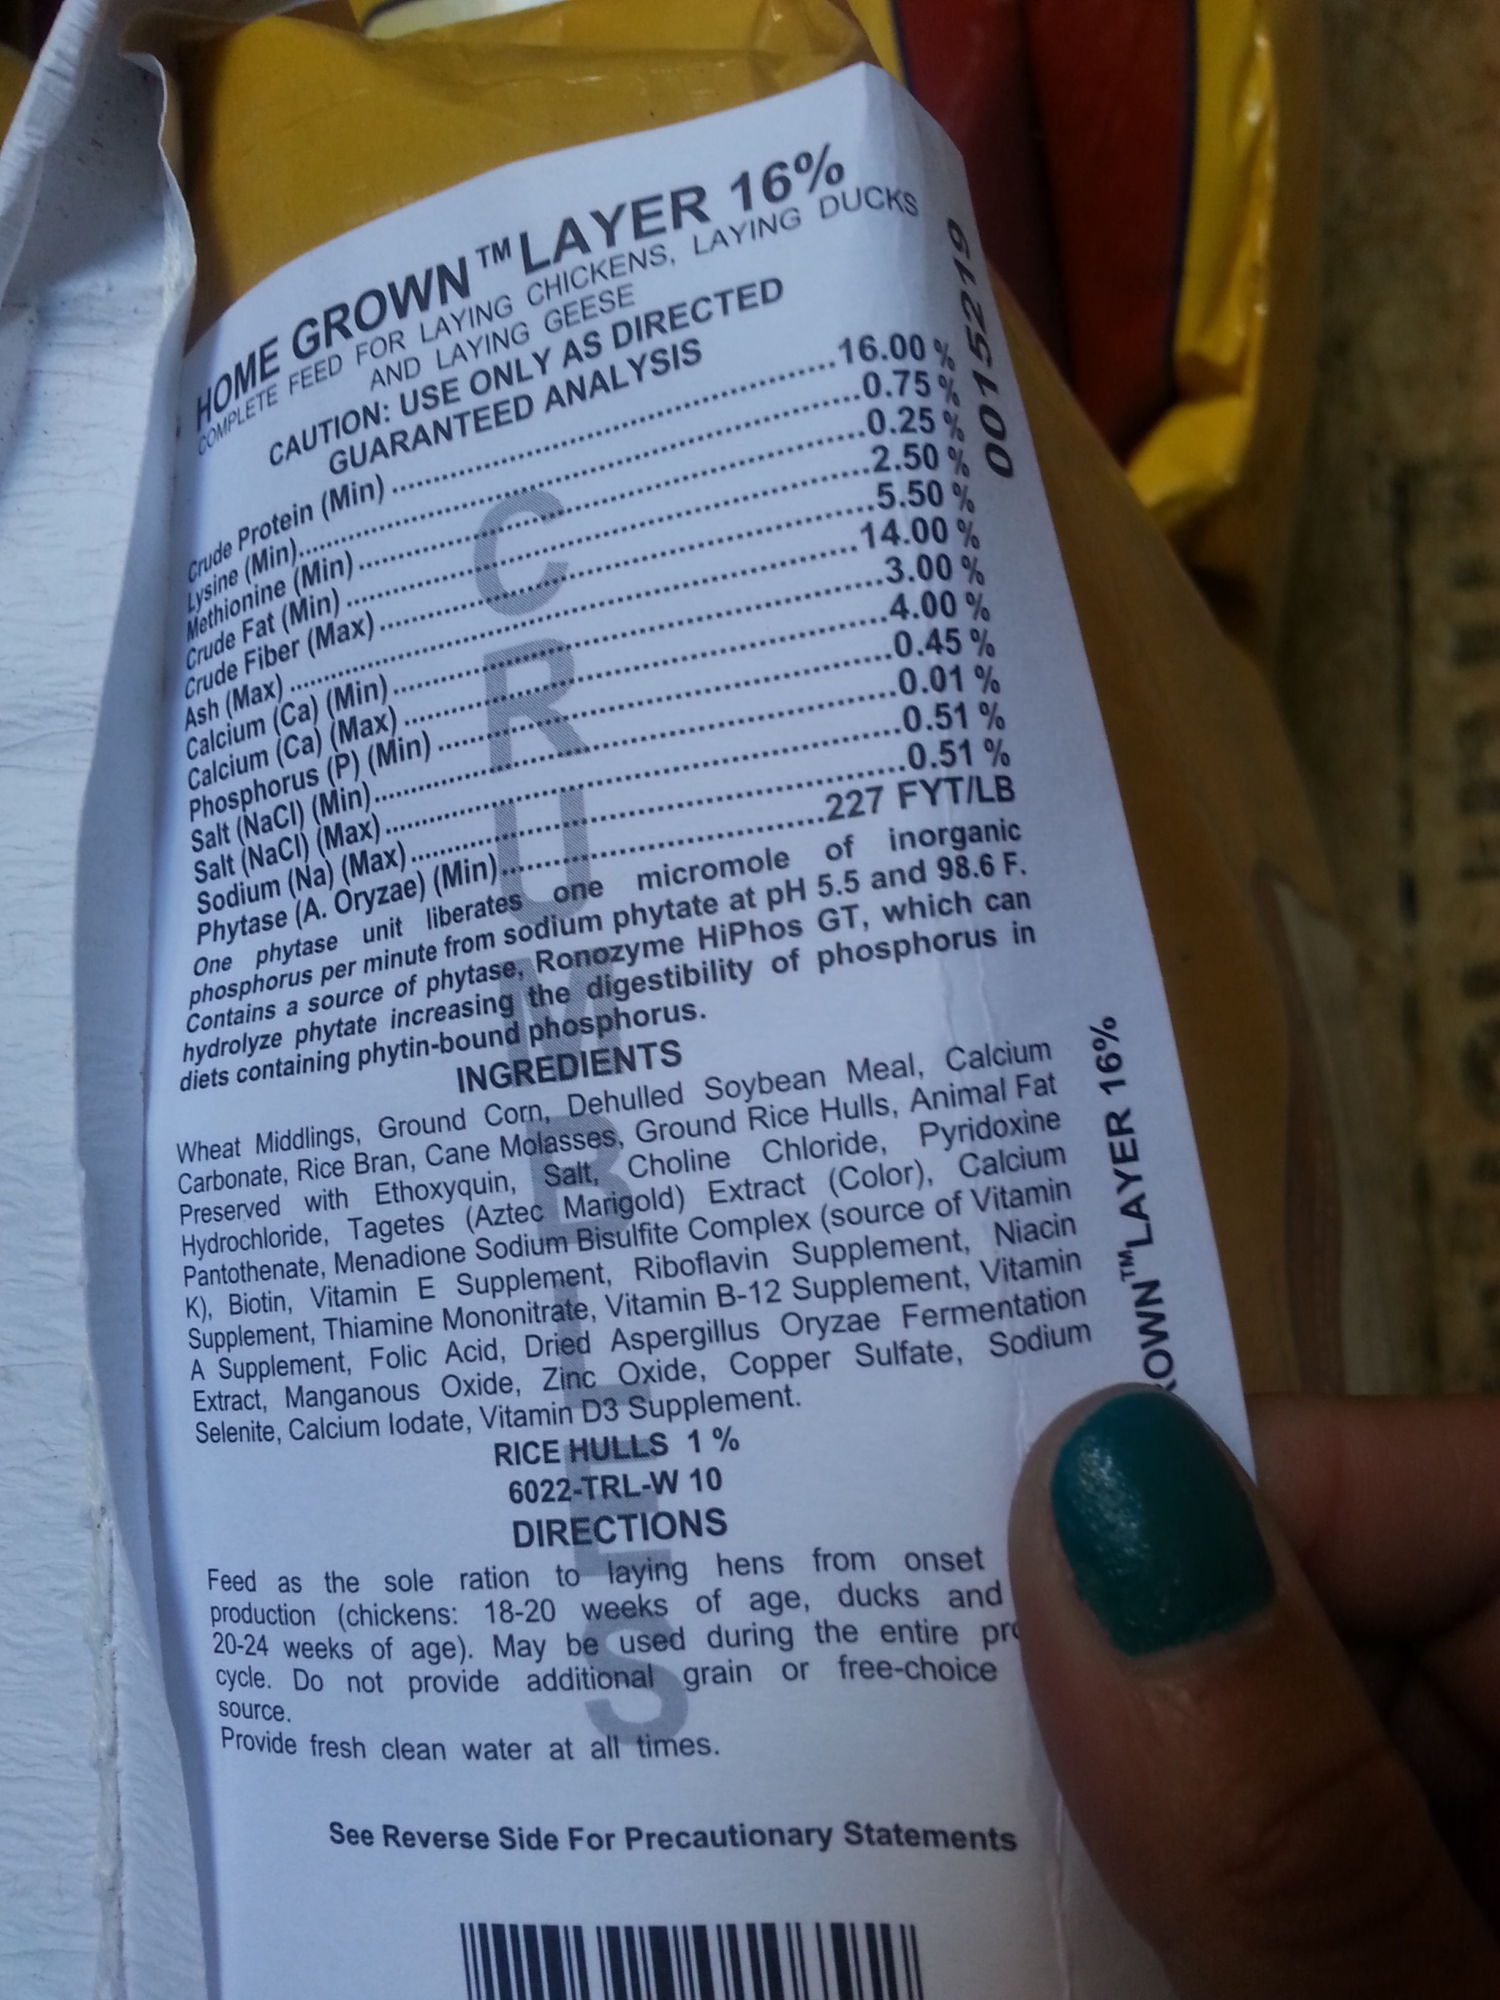 HOME GROWN™ LAYER 16%
COMPLETE FEED FOR LAYING CHICKENS, LAYING DUCKS
AND LAYING GEESE
CAUTION: USE ONLY AS DIRECTED
GUARANTEED ANALYSIS
Crude Protein (Min) ..... 16.00 %
Lysine (Min) ..... 0.75 %
Methionine (Min) ..... 0.25 %
Crude Fat (Min) ..... 2.50 %
Crude Fiber (Max) ..... 5.50 %
Ash (Max) ..... 14.00 %
Calcium (Ca) (Min) ..... 3.00 %
Calcium (Ca) (Max) ..... 4.00 %
Phosphorus (P) (Min) ..... 0.45 %
Salt (NaCl) (Min) ..... 0.01 %
Salt (NaCl) (Max) ..... 0.51 %
Sodium (Na) (Max) ..... 0.51 %
Phytase (A. Oryzae) (Min) ..... 227 FYT/LB
One phytase unit liberates one micromole of inorganic
phosphorus per minute from sodium phytate at pH 5.5 and 98.6 F.
Contains a source of phytase, Ronozyme HiPhos GT, which can
hydrolyze phytate increasing the digestibility of phosphorus in
diets containing phytin-bound phosphorus.
INGREDIENTS
Wheat Middlings, Ground Corn, Dehulled Soybean Meal, Calcium
Carbonate, Rice Bran, Cane Molasses, Ground Rice Hulls, Animal Fat
Preserved with Ethoxyquin, Salt, Choline Chloride, Pyridoxine
Hydrochloride, Tagetes (Aztec Marigold) Extract (Color), Calcium
Pantothenate, Menadione Sodium Bisulfite Complex (source of Vitamin
K), Biotin, Vitamin E Supplement, Riboflavin Supplement, Niacin
Supplement, Thiamine Mononitrate, Vitamin B-12 Supplement, Vitamin
A Supplement, Folic Acid, Dried Aspergillus Oryzae Fermentation
Extract, Manganous Oxide, Zinc Oxide, Copper Sulfate, Sodium
Selenite, Calcium Iodate, Vitamin D3 Supplement.
RICE HULLS 1 %
6022-TRL-W 10
DIRECTIONS
Feed as the sole ration to laying hens from onset
production (chickens: 18-20 weeks of age, ducks and
20-24 weeks of age). May be used during the entire pro
cycle. Do not provide additional grain or free-choice
source.
Provide fresh clean water at all times.
See Reverse Side For Precautionary Statements
CRUMBLES
0015219
ROWN™ LAYER 16%